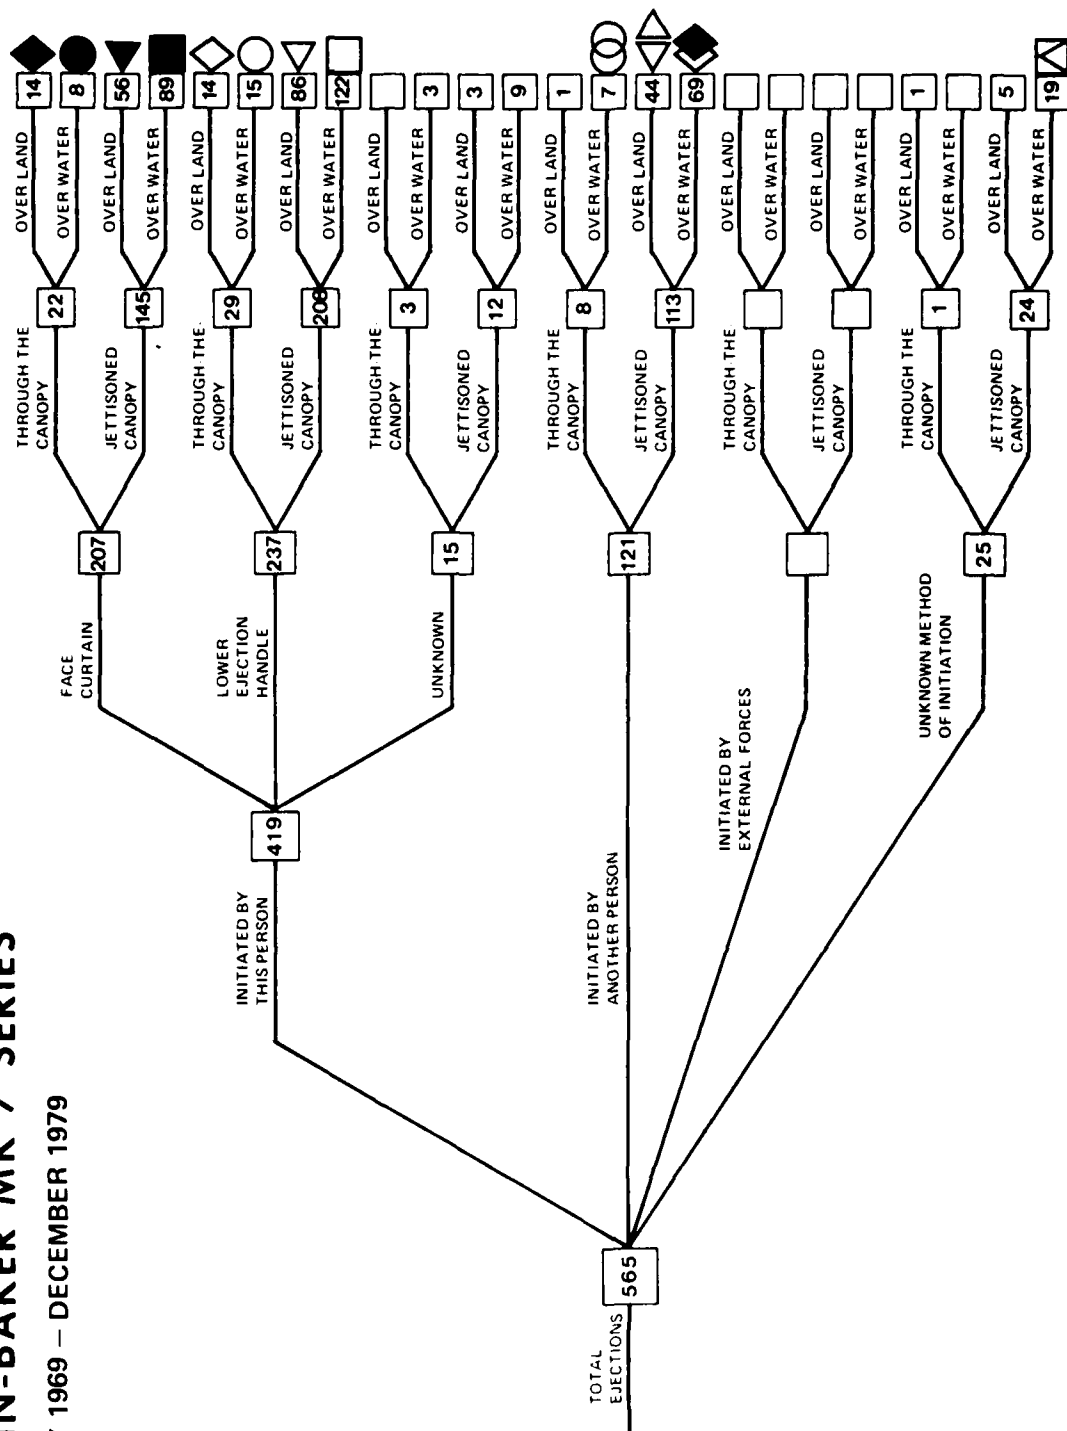 IN-BAKER MK 7 SERIES
1969 – DECEMBER 1979
TOTAL
EJECTIONS
565
INITIATED BY
THIS PERSON
419
FACE
CURTAIN
207
THROUGH THE
CANOPY
22
OVER LAND
14
OVER WATER
8
JETTISONED
CANOPY
145
OVER LAND
56
OVER WATER
89
LOWER
EJECTION
HANDLE
237
THROUGH THE
CANOPY
29
OVER LAND
14
OVER WATER
15
JETTISONED
CANOPY
208
OVER LAND
86
OVER WATER
122
UNKNOWN
15
THROUGH THE
CANOPY
3
OVER LAND
OVER WATER
3
JETTISONED
CANOPY
12
OVER LAND
3
OVER WATER
9
INITIATED BY
ANOTHER PERSON
121
THROUGH THE
CANOPY
8
OVER LAND
1
OVER WATER
7
JETTISONED
CANOPY
113
OVER LAND
44
OVER WATER
69
INITIATED BY
EXTERNAL FORCES
THROUGH THE
CANOPY
OVER LAND
OVER WATER
JETTISONED
CANOPY
OVER LAND
OVER WATER
UNKNOWN METHOD
OF INITIATION
25
THROUGH THE
CANOPY
1
OVER LAND
1
OVER WATER
JETTISONED
CANOPY
24
OVER LAND
5
OVER WATER
19